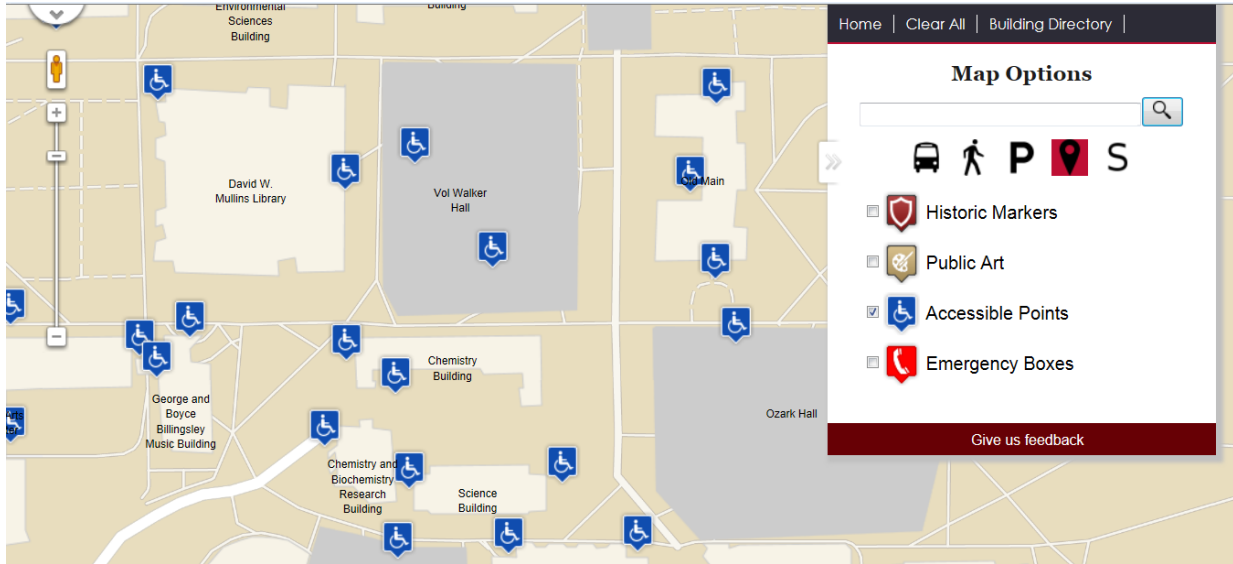 Environmental
Sciences
Building
Building
David W.
Mullins Library
Vol Walker
Hall
Old Main
Chemistry
Building
George and
Boyce
Billingsley
Music Building
Arts
Ozark Hall
Chemistry and
Biochemistry
Research
Building
Science
Building
Home | Clear All | Building Directory |
Map Options
P S
Historic Markers
Public Art
Accessible Points
Emergency Boxes
Give us feedback